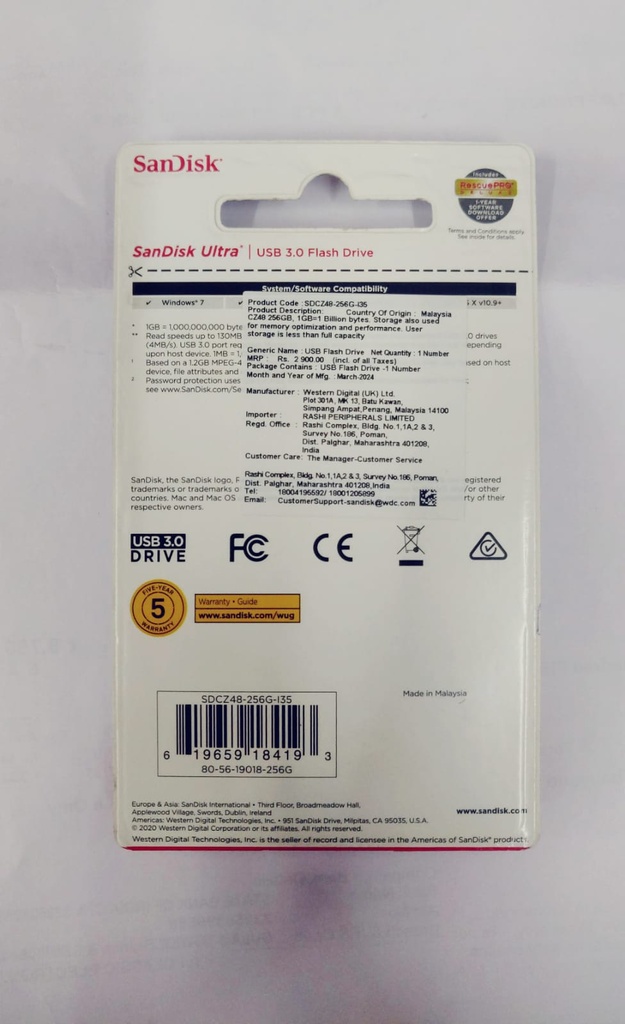 SanDisk
Includes
RescuePRO
DELUXE
1-YEAR
SOFTWARE
DOWNLOAD
OFFER
Terms and Conditions apply.
See inside for details.
SanDisk Ultra® | USB 3.0 Flash Drive
System/Software Compatibility
✔ Windows® 7 ✔
X v10.9+
Product Code : SDCZ48-256G-I35
Product Description: Country Of Origin : Malaysia
CZ48 256GB, 1GB=1 Billion bytes. Storage also used
for memory optimization and performance. User
storage is less than full capacity
Generic Name : USB Flash Drive Net Quantity : 1 Number
MRP : Rs. 2 900.00 (incl. of all Taxes)
Package Contains : USB Flash Drive -1 Number
Month and Year of Mfg. : March-2024
Manufacturer : Western Digital (UK) Ltd.
Plot 301A, MK 13, Batu Kawan,
Simpang Ampat,Penang, Malaysia 14100
Importer : RASHI PERIPHERALS LIMITED
Regd. Office : Rashi Complex, Bldg. No.1,1A,2 & 3,
Survey No.186, Poman,
Dist. Palghar, Maharashtra 401208,
India
Customer Care: The Manager-Customer Service
Rashi Complex, Bldg. No.1,1A,2 & 3, Survey No.186, Poman,
Dist. Palghar, Maharashtra 401208,India
Tel: 18004195592/ 18001205899
Email: CustomerSupport-sandisk@wdc.com
* 1GB = 1,000,000,000 byte
** Read speeds up to 130MB
.0 drives
(4MB/s). USB 3.0 port req
epending
upon host device. 1MB = 1,
Based on a 1.2GB MPEG-4
sed on host
device, file attributes and
Password protection uses
see www.SanDisk.com/Se
SanDisk, the SanDisk logo,
egistered
trademarks or trademarks o
/or other
countries. Mac and Mac OS
rty of their
respective owners.
USB 3.0
DRIVE
FC
CE
FIVE-YEAR
5
WARRANTY
Warranty • Guide
www.sandisk.com/wug
SDCZ48-256G-I35
6 19659 18419 3
80-56-19018-256G
Made in Malaysia
Europe & Asia: SanDisk International • Third Floor, Broadmeadow Hall,
Applewood Village, Swords, Dublin, Ireland
Americas: Western Digital Technologies, Inc. • 951 SanDisk Drive, Milpitas, CA 95035, U.S.A.
© 2020 Western Digital Corporation or its affiliates. All rights reserved.
www.sandisk.com
Western Digital Technologies, Inc. is the seller of record and licensee in the Americas of SanDisk® products.